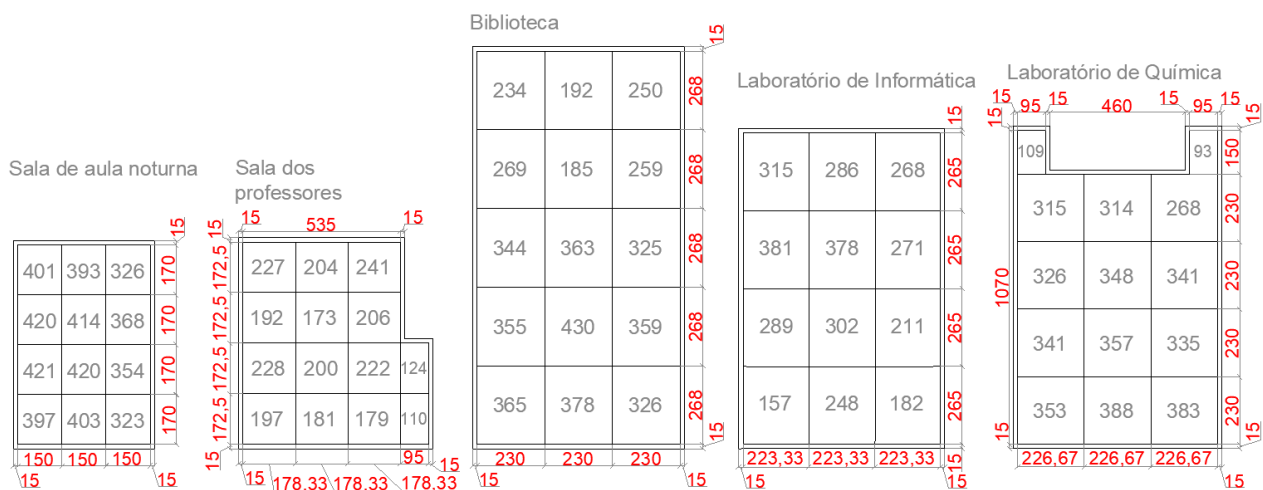 Sala de aula noturna
15
401 393 326 170
420 414 368 170
421 420 354 170
397 403 323 170
150 150 150
15 15
Sala dos
professores
15 535 15
15
227 204 241 172,5
192 173 206 172,5
228 200 222 124 172,5
197 181 179 110 172,5
15 95 15
15 178,33 178,33 178,33
Biblioteca
15
234 192 250 268
269 185 259 268
344 363 325 268
355 430 359 268
365 378 326 268
15
230 230 230
15 15
Laboratório de Informática
15
315 286 268 265
381 378 271 265
289 302 211 265
157 248 182 265
223,33 223,33 223,33 15
15 15
Laboratório de Química
15 95 15 460 15 95 15
15 15
109 93 150
315 314 268 230
326 348 341 230
1070
341 357 335 230
353 388 383 230
15
226,67 226,67 226,67
15